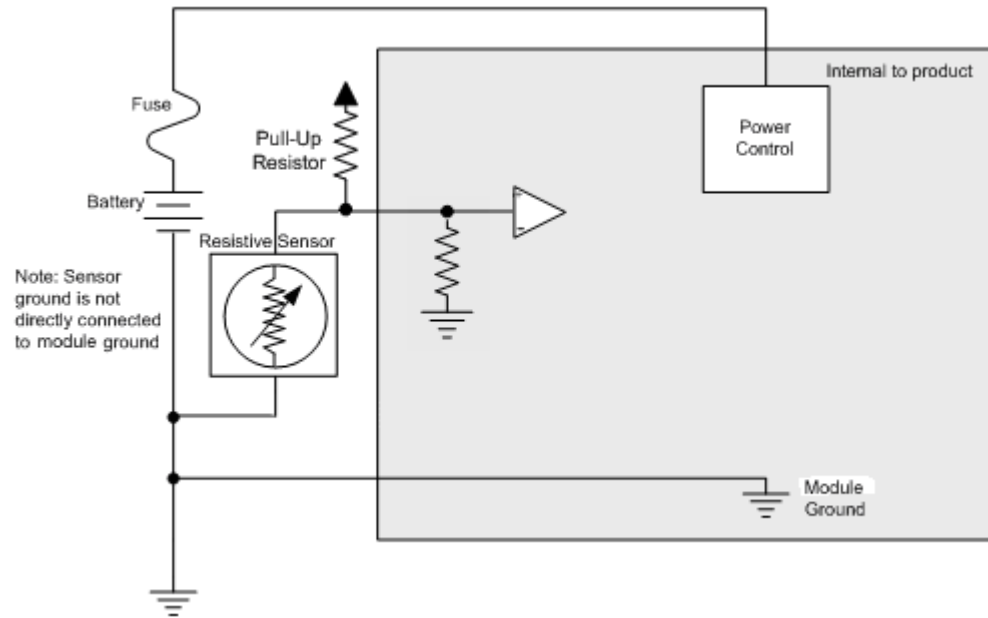 Internal to product
Fuse
Pull-Up
Resistor
Power
Control
Battery
Resistive Sensor
Note: Sensor
ground is not
directly connected
to module ground
Module
Ground